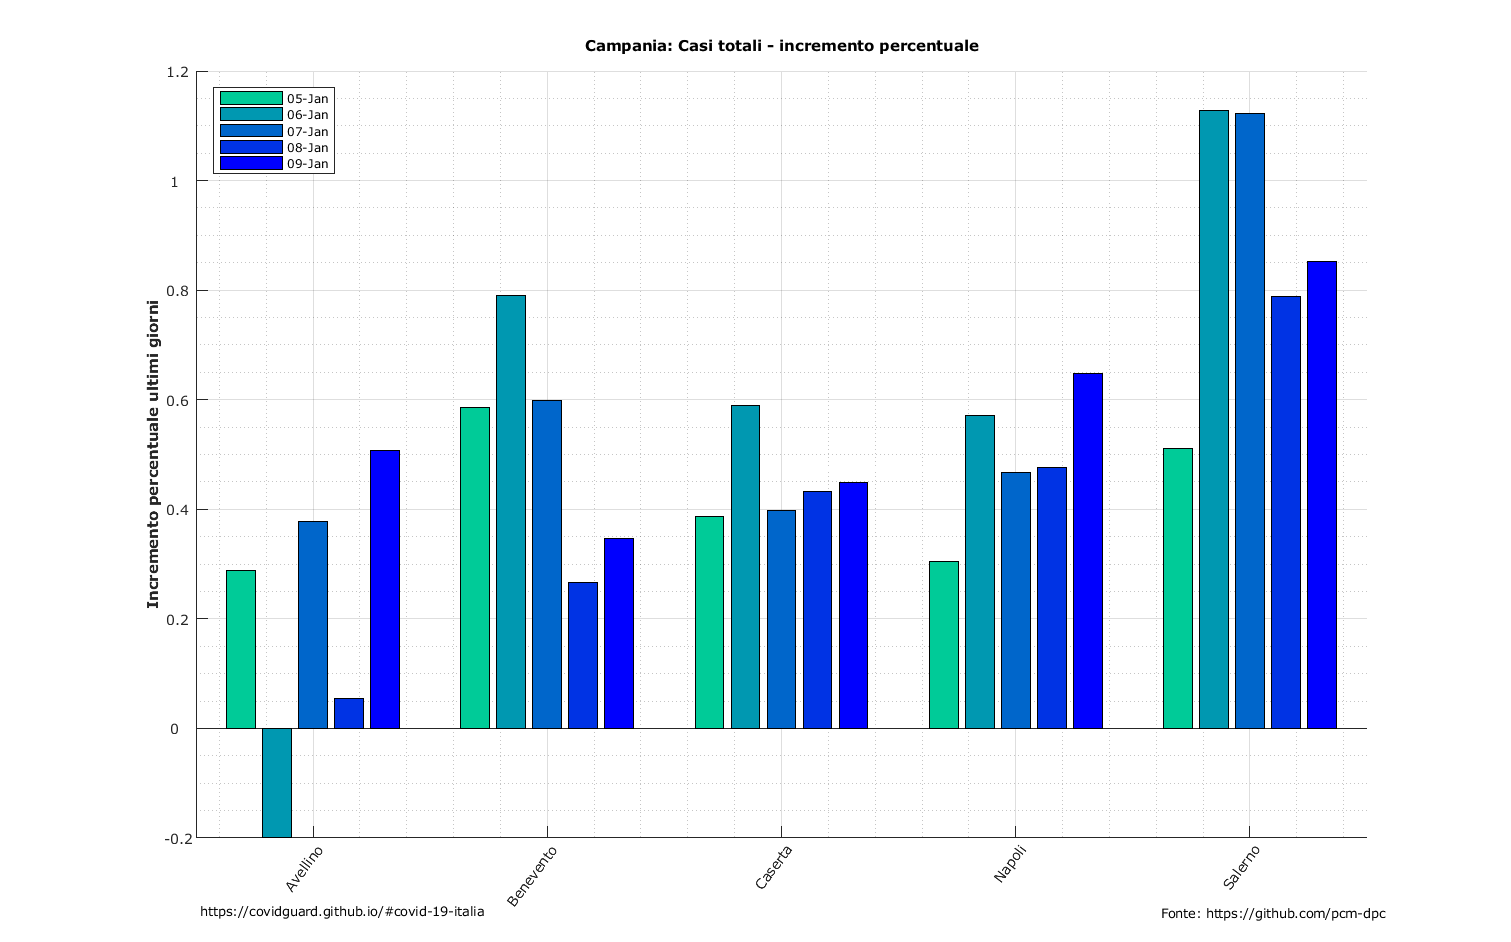 Campania: Casi totali - incremento percentuale
1.2
1
0.8
0.6
0.4
0.2
0
-0.2
Incremento percentuale ultimi giorni
05-Jan
06-Jan
07-Jan
08-Jan
09-Jan
Avellino
Benevento
Caserta
Napoli
Salerno
https://covidguard.github.io/#covid-19-italia
Fonte: https://github.com/pcm-dpc